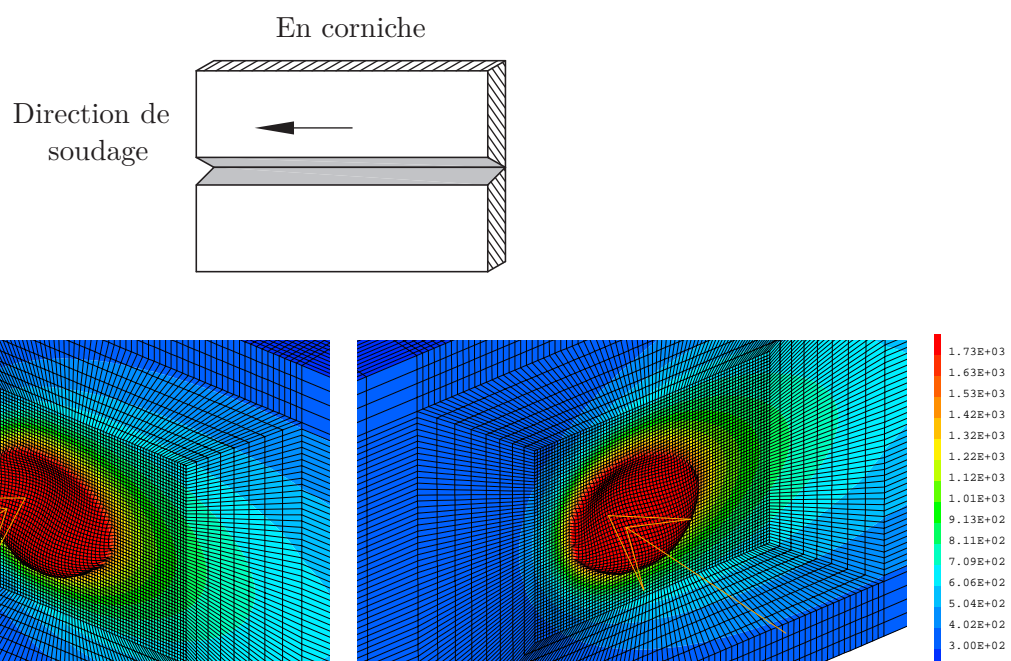 En corniche
Direction de
soudage
1.73E+03
1.63E+03
1.53E+03
1.42E+03
1.32E+03
1.22E+03
1.12E+03
1.01E+03
9.13E+02
8.11E+02
7.09E+02
6.06E+02
5.04E+02
4.02E+02
3.00E+02